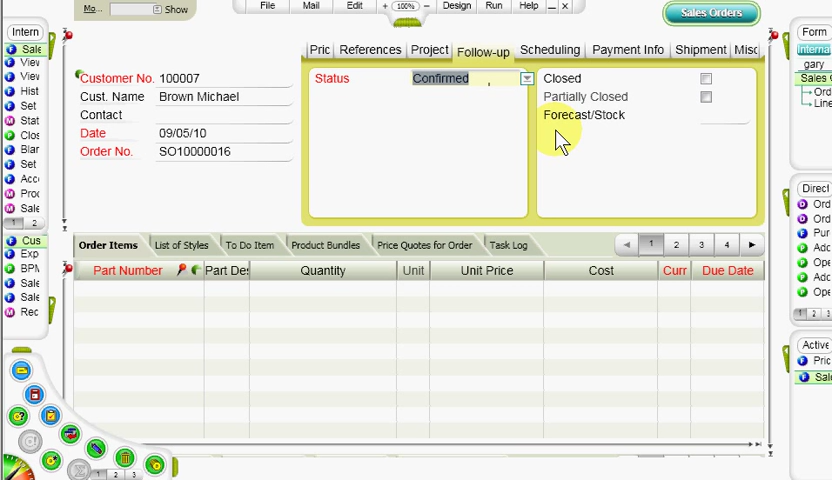 Mo...
Show
File Mail Edit + 100% - Design Run Help
Sales Orders
Intern
Sale
View
View
Hist
Set
Stat
Clos
Blar
Set
Acc
Proc
Sale
1 2
Cus
Exp
BPM
Sale
Sale
Rec
Customer No. 100007
Cust. Name Brown Michael
Contact
Date 09/05/10
Order No. SO10000016
Pric References Project Follow-up Scheduling Payment Info Shipment Misc
Status Confirmed
Closed
Partially Closed
Forecast/Stock
Order Items List of Styles To Do Item Product Bundles Price Quotes for Order Task Log
1 2 3 4
Part Number Part Des Quantity Unit Unit Price Cost Curr Due Date
1 2 3
Form
Interna
gary
Sales O
Ord
Line
Direct
Ord
Ord
Pur
Adc
Ope
Adc
Ope
1 2 3
Active
Pric
Sale